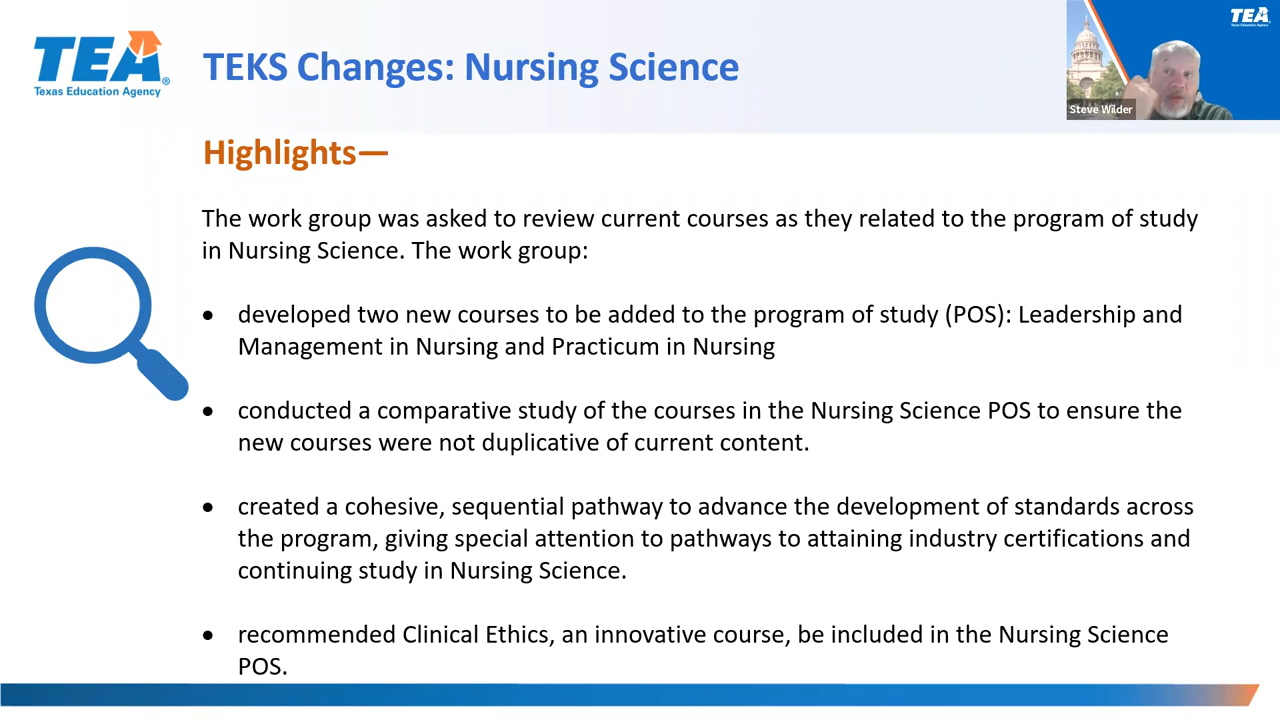 TEA
Texas Education Agency
TEKS Changes: Nursing Science
TEA
Texas Education Agency
Steve Wilder
Highlights—
The work group was asked to review current courses as they related to the program of study
in Nursing Science. The work group:
• developed two new courses to be added to the program of study (POS): Leadership and
Management in Nursing and Practicum in Nursing
• conducted a comparative study of the courses in the Nursing Science POS to ensure the
new courses were not duplicative of current content.
• created a cohesive, sequential pathway to advance the development of standards across
the program, giving special attention to pathways to attaining industry certifications and
continuing study in Nursing Science.
• recommended Clinical Ethics, an innovative course, be included in the Nursing Science
POS.